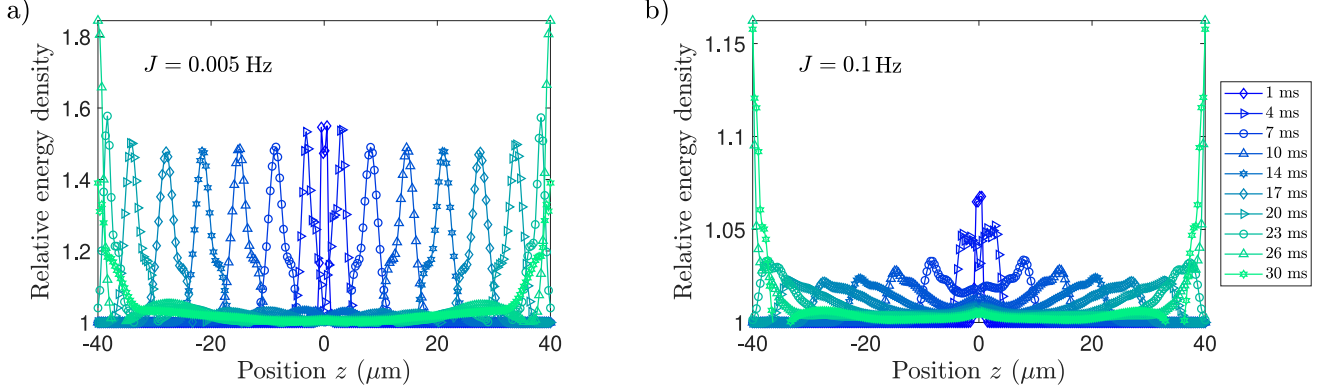 a)
Relative energy density
1.8
1.6
1.4
1.2
1
J = 0.005 Hz
-40
-20
0
20
40
Position z (μm)
b)
Relative energy density
1.15
1.1
1.05
1
J = 0.1 Hz
-40
-20
0
20
40
Position z (μm)
1 ms
4 ms
7 ms
10 ms
14 ms
17 ms
20 ms
23 ms
26 ms
30 ms